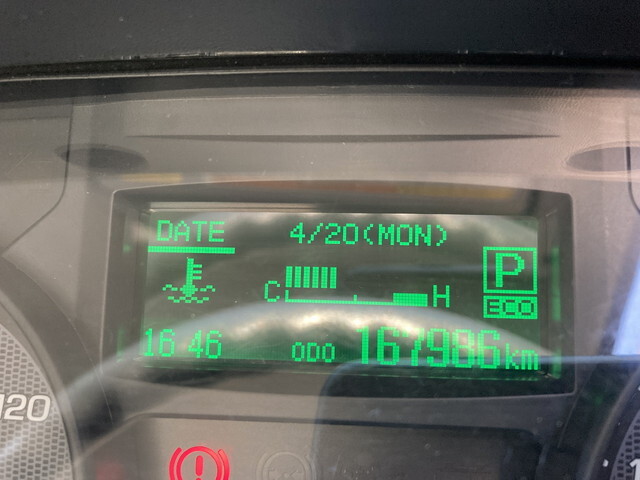 DATE 4/20(MON)
P
C H
ECO
16 46 ODO 167986km
120